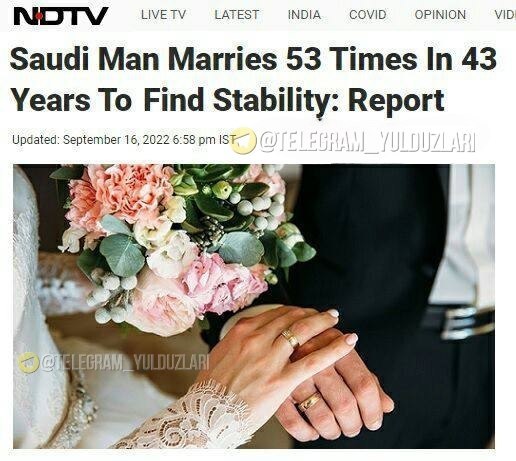 NDTV LIVE TV LATEST INDIA COVID OPINION VID
Saudi Man Marries 53 Times In 43
Years To Find Stability: Report
Updated: September 16, 2022 6:58 pm IST
@TELEGRAM_YULDUZLARI
@TELEGRAM_YULDUZLARI